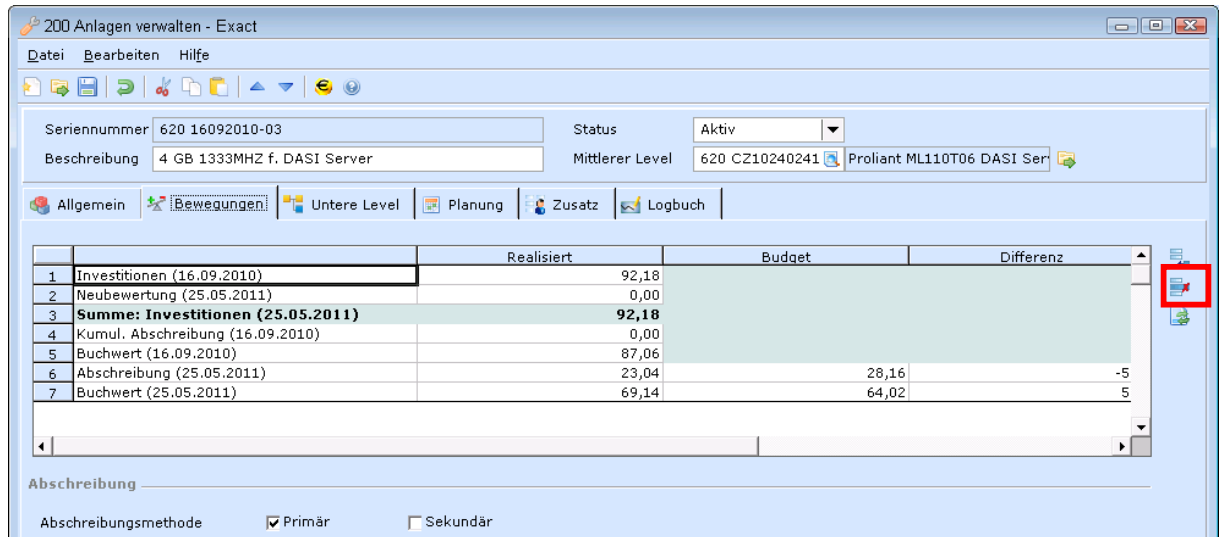 200 Anlagen verwalten - Exact
Datei Bearbeiten Hilfe
Seriennummer 620 16092010-03 Status Aktiv
Beschreibung 4 GB 1333MHZ f. DASI Server Mittlerer Level 620 CZ10240241 Proliant ML110T06 DASI Ser
Allgemein Bewegungen Untere Level Planung Zusatz Logbuch
Realisiert Budget Differenz
1 Investitionen (16.09.2010) 92,18
2 Neubewertung (25.05.2011) 0,00
3 Summe: Investitionen (25.05.2011) 92,18
4 Kumul. Abschreibung (16.09.2010) 0,00
5 Buchwert (16.09.2010) 87,06
6 Abschreibung (25.05.2011) 23,04 28,16 -5
7 Buchwert (25.05.2011) 69,14 64,02 5
Abschreibung
Abschreibungsmethode Primär Sekundär